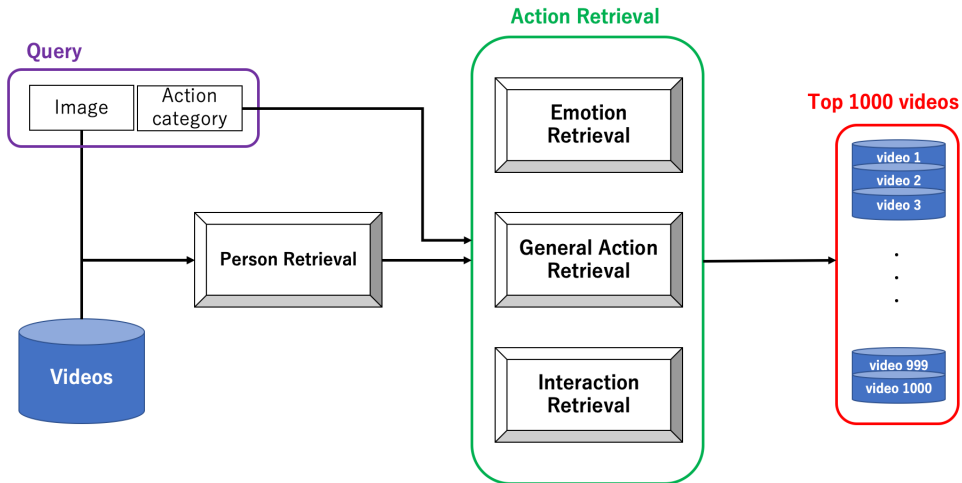 Action Retrieval
Query
Image
Action
category
Emotion
Retrieval
Top 1000 videos
video 1
video 2
video 3
Person Retrieval
General Action
Retrieval
Videos
Interaction
Retrieval
video 999
video 1000